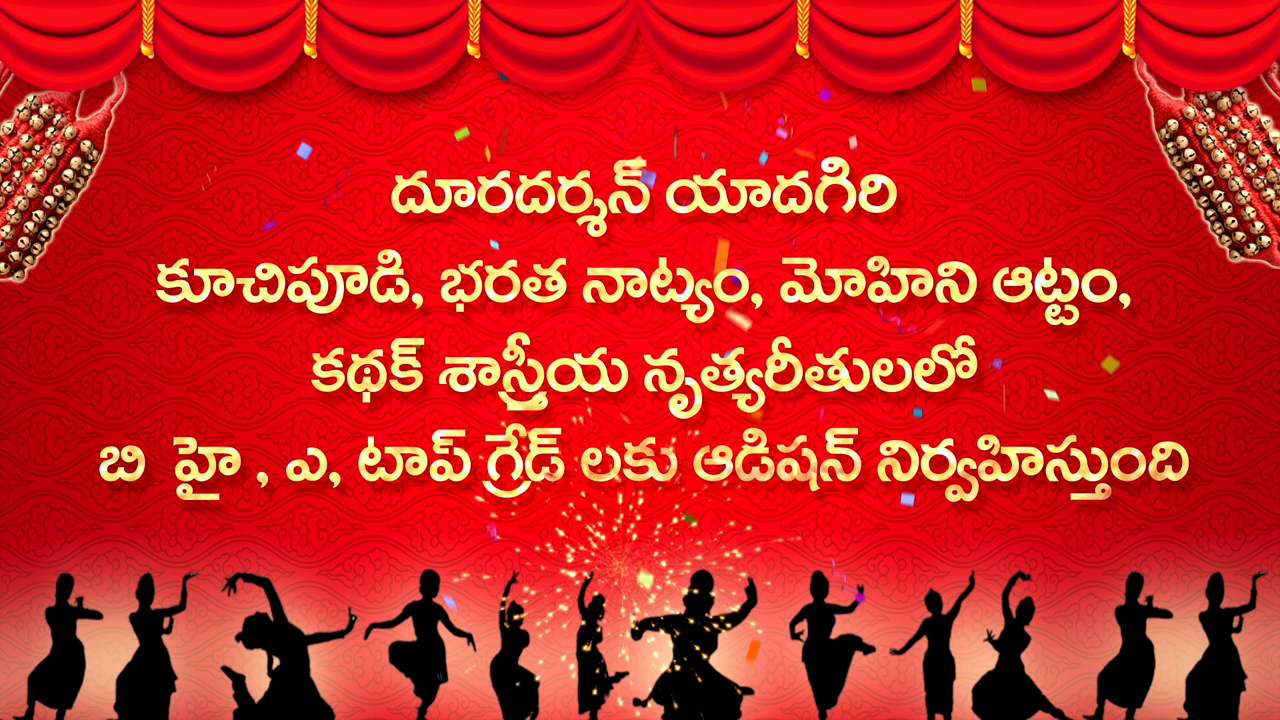 దూరదర్శన్ యాదగిరి
కూచిపూడి, భరత నాట్యం, మోహిని ఆట్టం,
కథక్ శాస్త్రీయ నృత్యరీతులలో
బి హై , ఎ, టాప్ గ్రేడ్ లకు ఆడిషన్ నిర్వహిస్తుంది